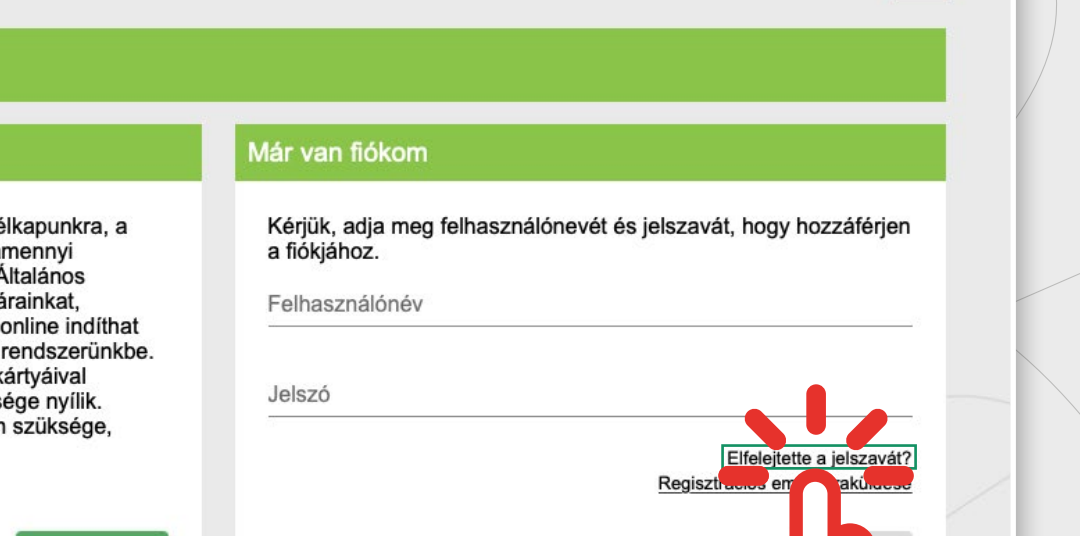 Már van fiókom
élkapunkra, a
mennyi
Általános
árainkat,
online indíthat
rendszerünkbe.
kártyáival
sége nyílik.
szüksége,
Kérjük, adja meg felhasználónevét és jelszavát, hogy hozzáférjen
a fiókjához.
Felhasználónév
Jelszó
Elfelejtette a jelszavát?